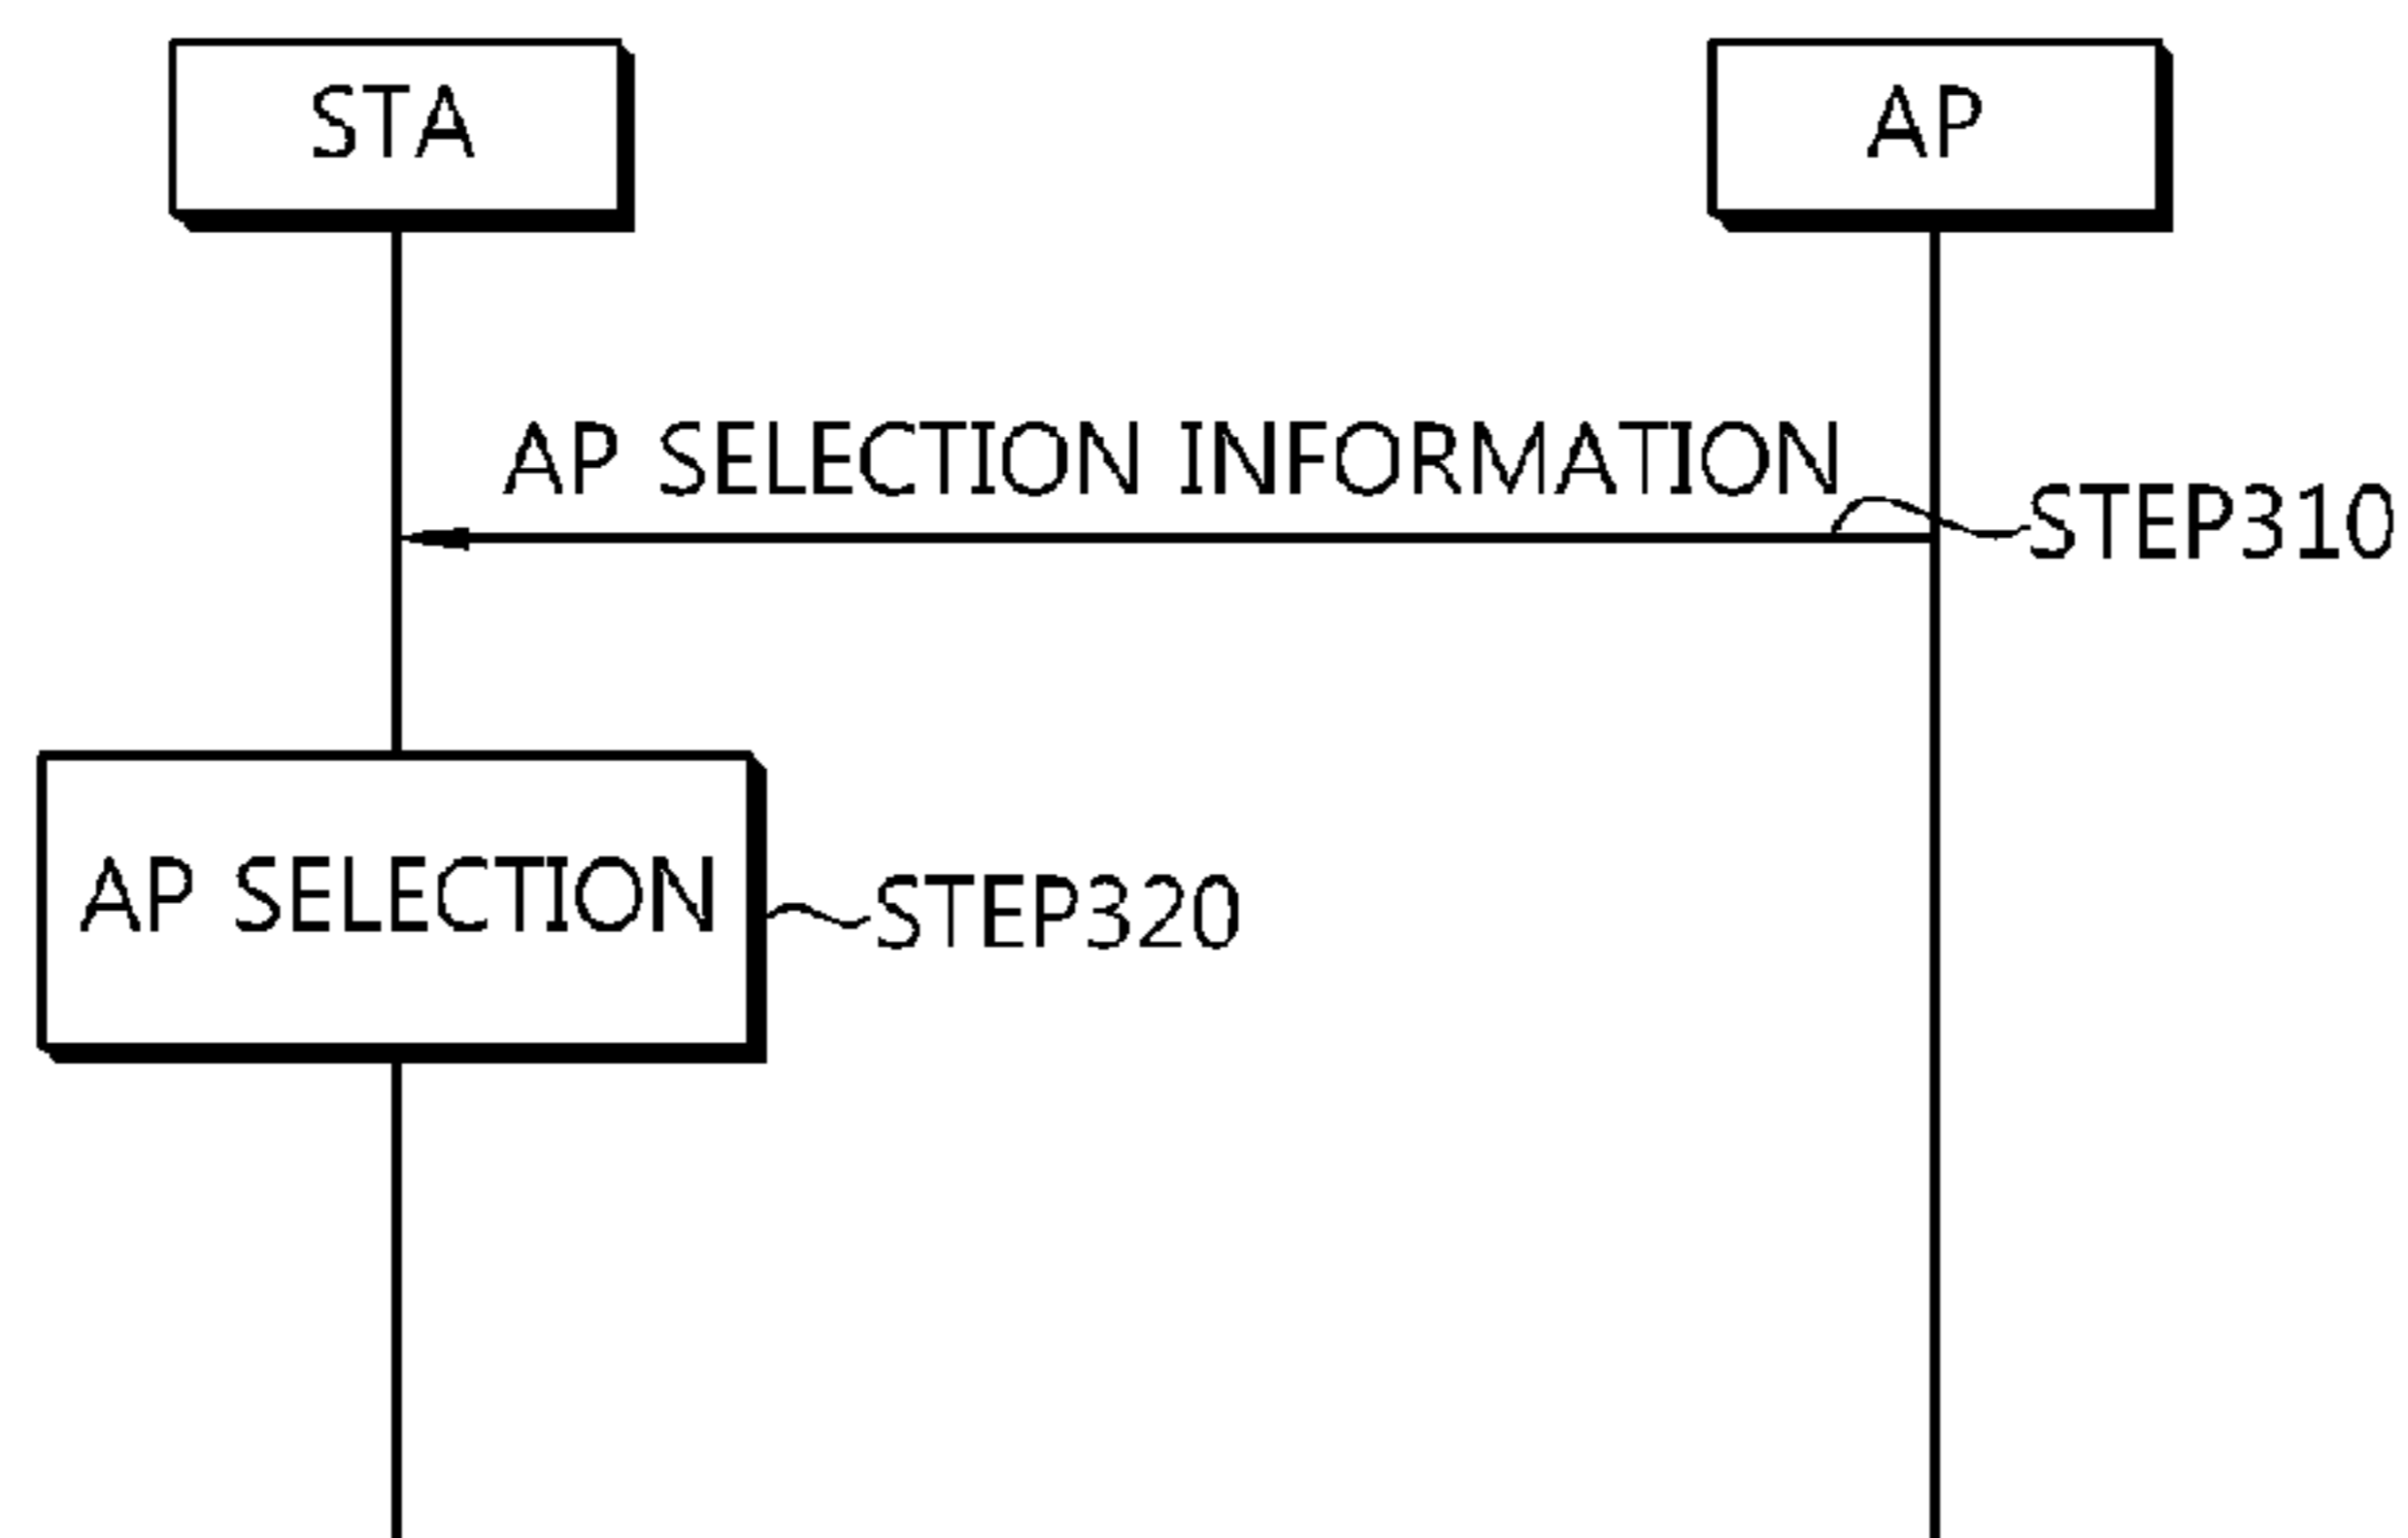 STA
AP
AP SELECTION INFORMATION
STEP310
AP SELECTION
STEP320